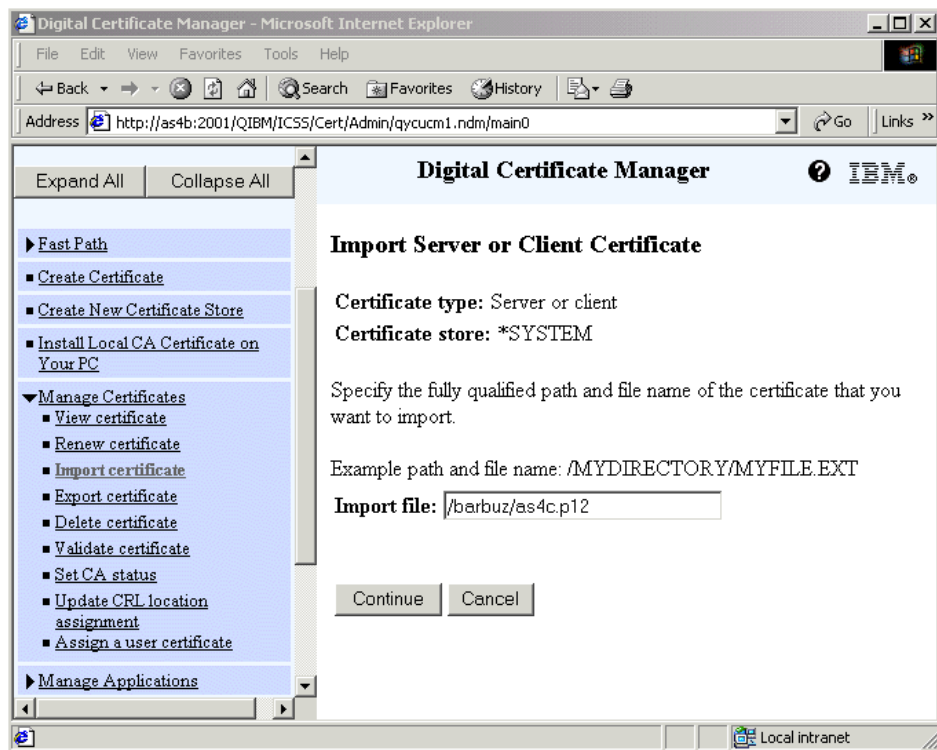 Digital Certificate Manager - Microsoft Internet Explorer
File Edit View Favorites Tools Help
Back Search Favorites History
Address http://as4b:2001/QIBM/ICSS/Cert/Admin/qycucm1.ndm/main0 Go Links »
Expand All Collapse All
Digital Certificate Manager ? IBM®
Fast Path
Create Certificate
Create New Certificate Store
Install Local CA Certificate on
Your PC
Manage Certificates
View certificate
Renew certificate
Import certificate
Export certificate
Delete certificate
Validate certificate
Set CA status
Update CRL location
assignment
Assign a user certificate
Manage Applications
Import Server or Client Certificate
Certificate type: Server or client
Certificate store: *SYSTEM
Specify the fully qualified path and file name of the certificate that you
want to import.
Example path and file name: /MYDIRECTORY/MYFILE.EXT
Import file: /barbuz/as4c.p12
Continue Cancel
Local intranet